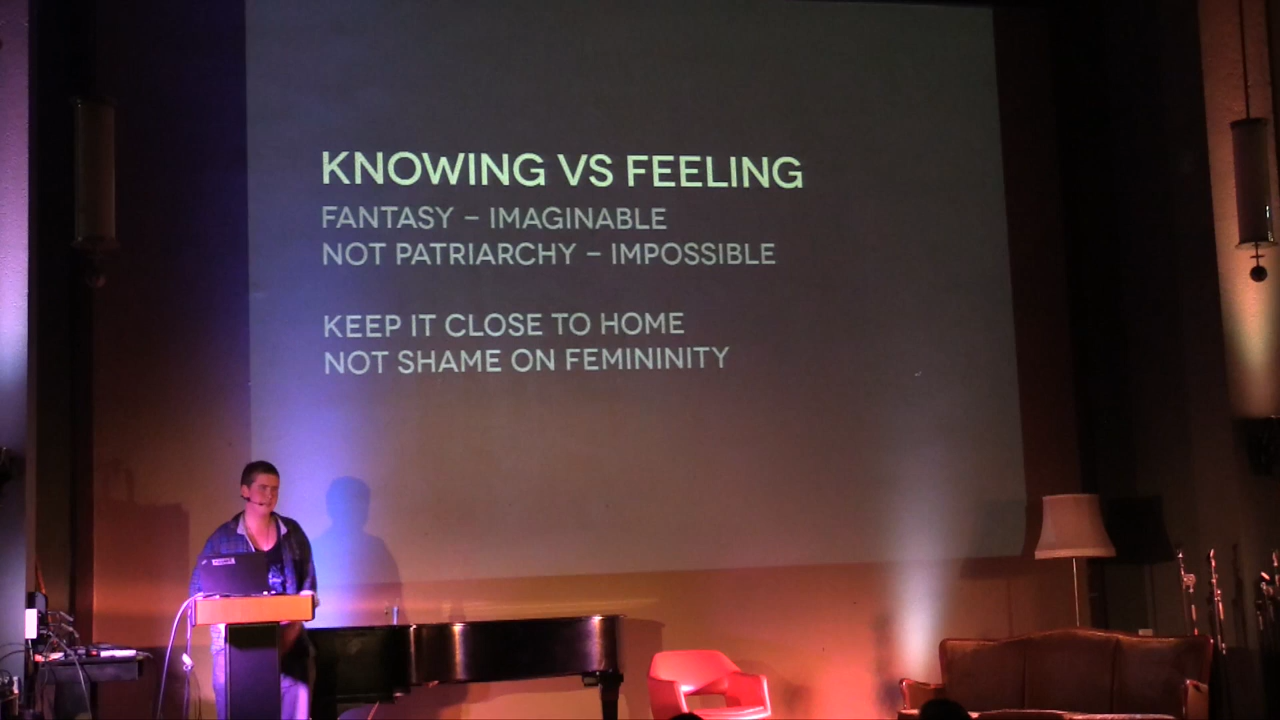 KNOWING VS FEELING
FANTASY – IMAGINABLE
NOT PATRIARCHY – IMPOSSIBLE
KEEP IT CLOSE TO HOME
NOT SHAME ON FEMININITY